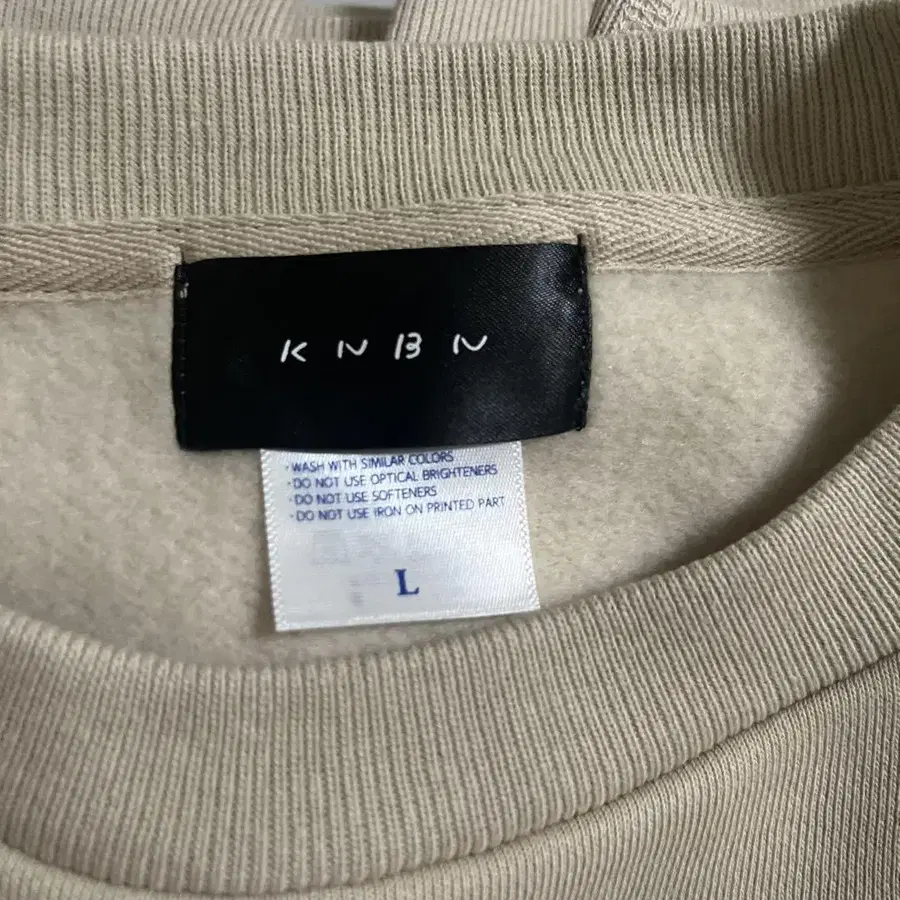 K N B N
· WASH WITH SIMILAR COLORS
· DO NOT USE OPTICAL BRIGHTENERS
· DO NOT USE SOFTENERS
· DO NOT USE IRON ON PRINTED PART
L